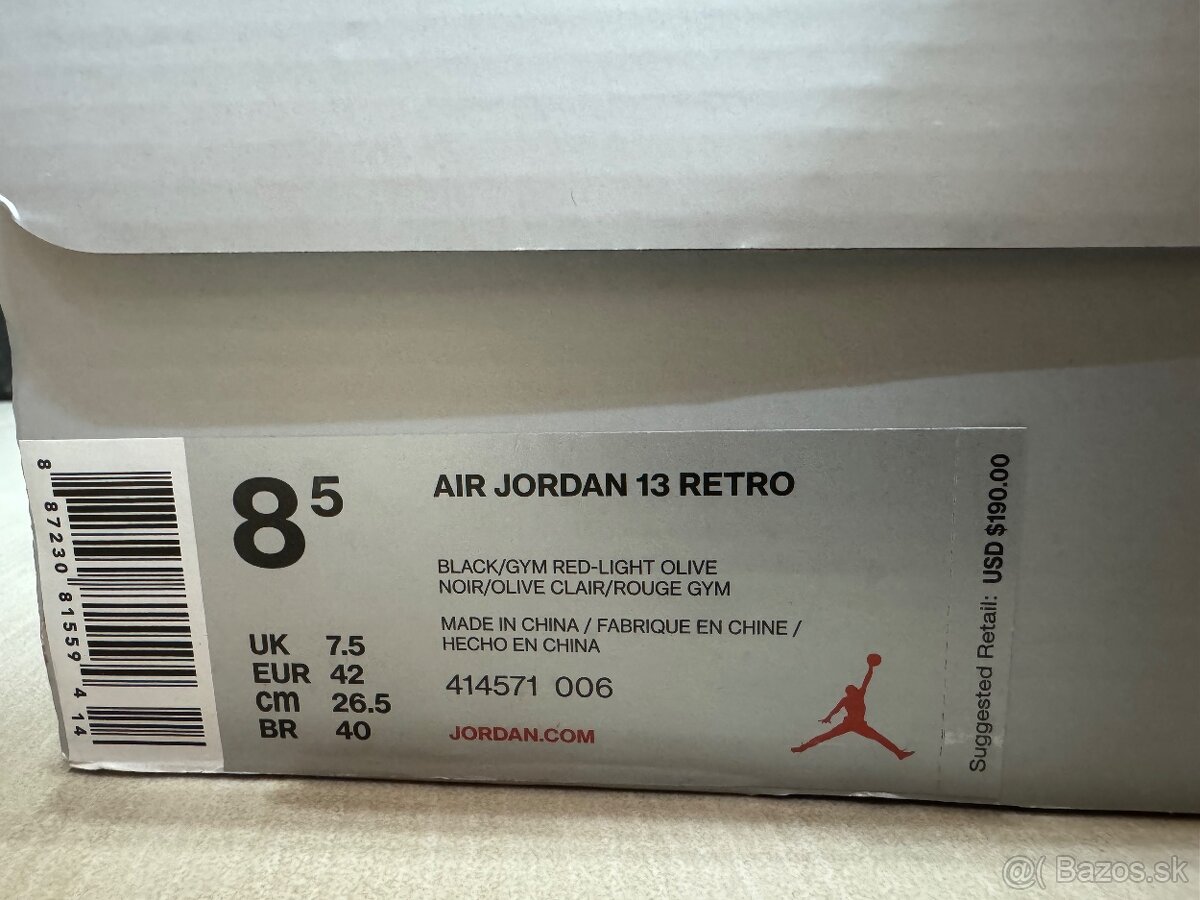 8 87230 81559 4 14
8 5
AIR JORDAN 13 RETRO
BLACK/GYM RED-LIGHT OLIVE
NOIR/OLIVE CLAIR/ROUGE GYM
MADE IN CHINA / FABRIQUE EN CHINE /
HECHO EN CHINA
414571 006
JORDAN.COM
UK 7.5
EUR 42
cm 26.5
BR 40
Suggested Retail: USD $190.00
@( Bazos.sk